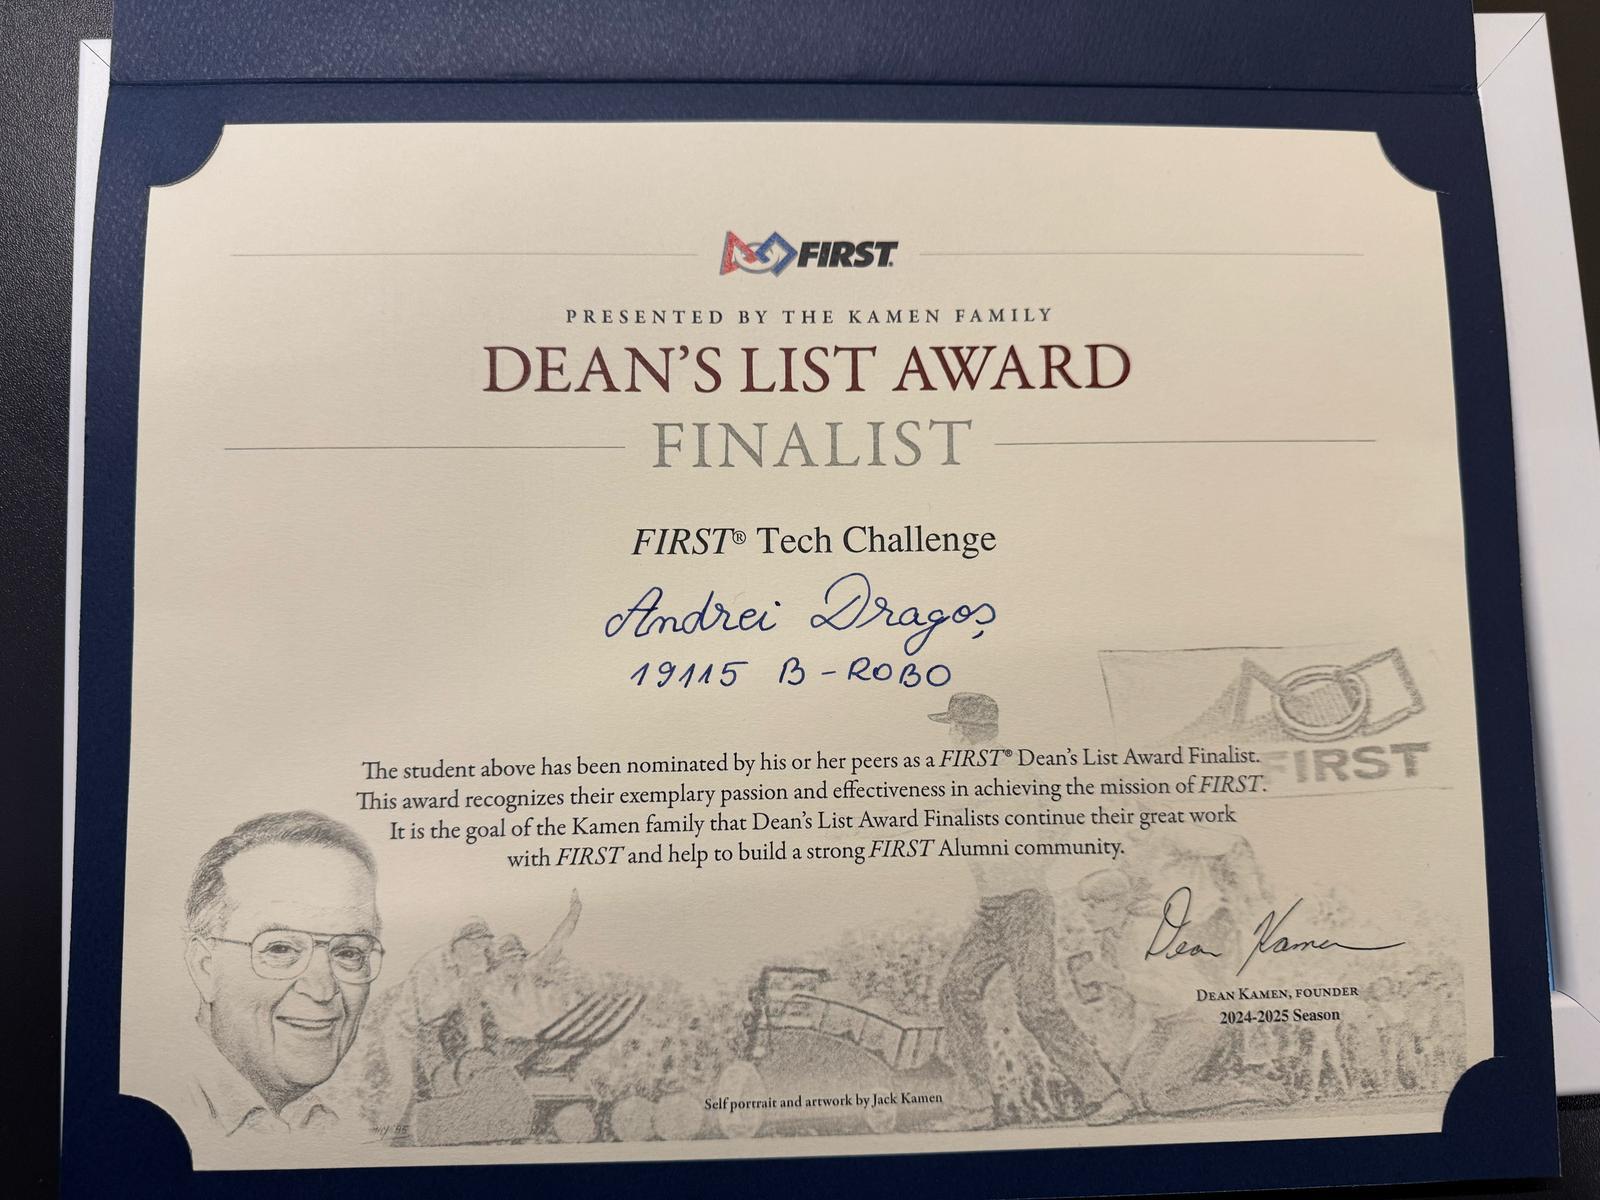 FIRST
PRESENTED BY THE KAMEN FAMILY
DEAN'S LIST AWARD
FINALIST
FIRST® Tech Challenge
Andrei Dragoș
19115 B-ROBO
FIRST
The student above has been nominated by his or her peers as a FIRST® Dean's List Award Finalist.
This award recognizes their exemplary passion and effectiveness in achieving the mission of FIRST.
It is the goal of the Kamen family that Dean's List Award Finalists continue their great work
with FIRST and help to build a strong FIRST Alumni community.
Dean Kamen
DEAN KAMEN, FOUNDER
2024-2025 Season
Self portrait and artwork by Jack Kamen